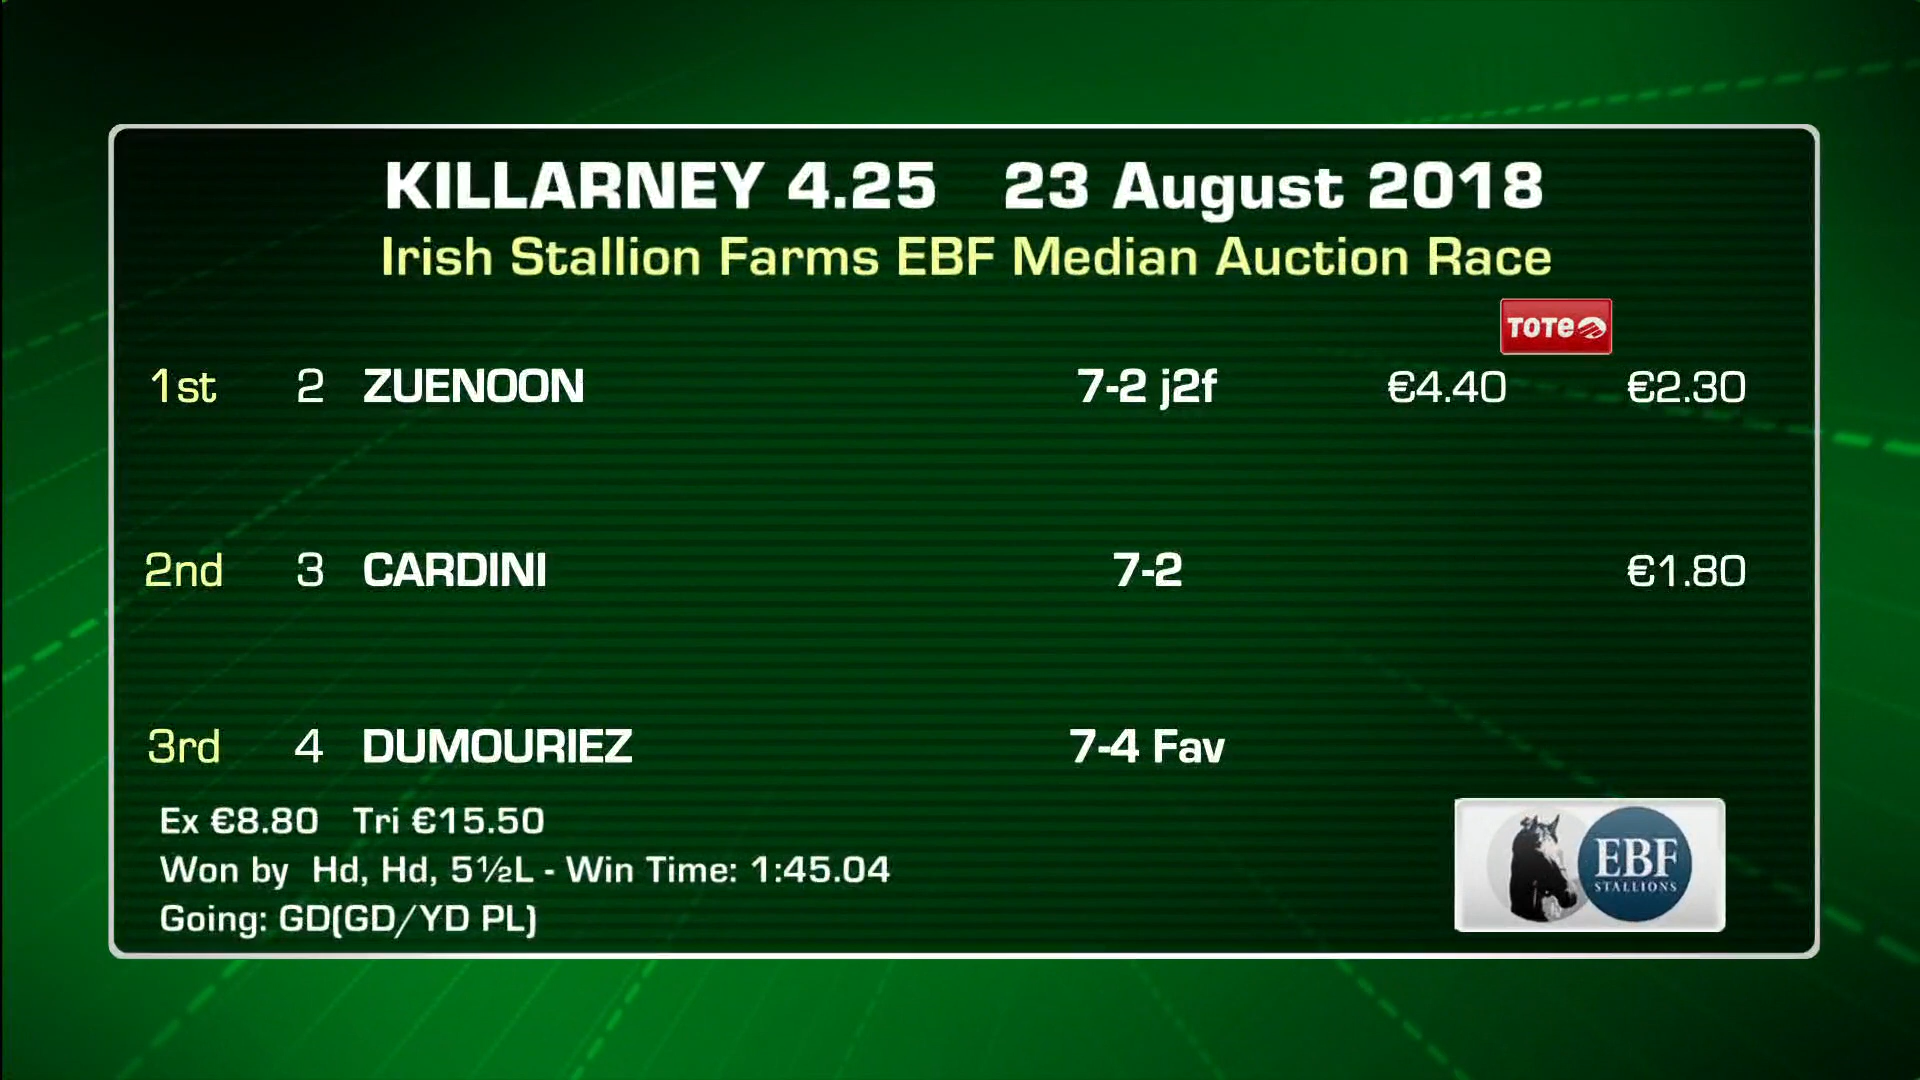 KILLARNEY 4.25 23 August 2018
Irish Stallion Farms EBF Median Auction Race
TOTE
1st 2 ZUENOON 7-2 j2f €4.40 €2.30
2nd 3 CARDINI 7-2 €1.80
3rd 4 DUMOURIEZ 7-4 Fav
Ex €8.80 Tri €15.50
Won by Hd, Hd, 5½L - Win Time: 1:45.04
Going: GD(GD/YD PL)
EBF
STALLIONS